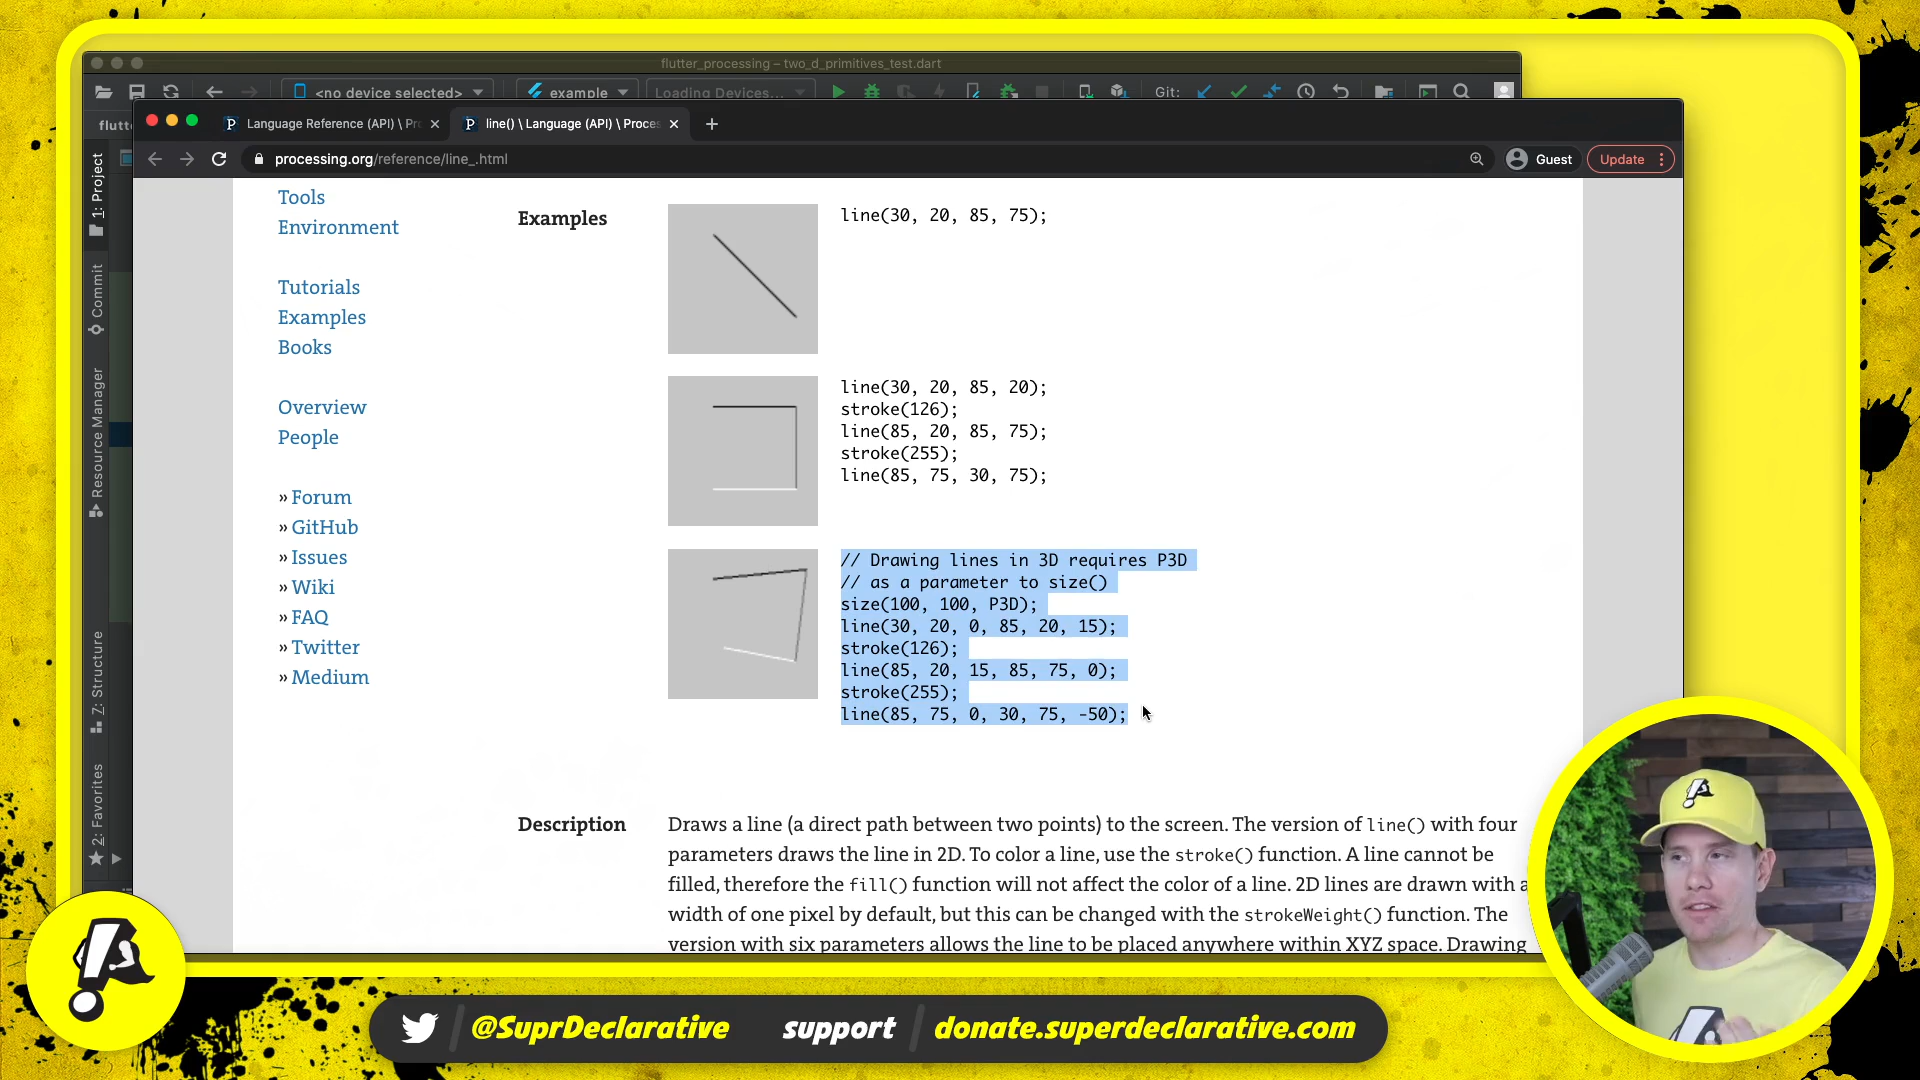 flutter_processing – two_d_primitives_test.dart
<no device selected>
example
Loading Devices...
Git:
flutt
Language Reference (API) \ Pr
line() \ Language (API) \ Proces
processing.org/reference/line_.html
Guest
Update
1: Project
Commit
Resource Manager
7: Structure
2: Favorites
Tools
Environment
Tutorials
Examples
Books
Overview
People
» Forum
» GitHub
» Issues
» Wiki
» FAQ
» Twitter
» Medium
Examples
line(30, 20, 85, 75);
line(30, 20, 85, 20);
stroke(126);
line(85, 20, 85, 75);
stroke(255);
line(85, 75, 30, 75);
// Drawing lines in 3D requires P3D
// as a parameter to size()
size(100, 100, P3D);
line(30, 20, 0, 85, 20, 15);
stroke(126);
line(85, 20, 15, 85, 75, 0);
stroke(255);
line(85, 75, 0, 30, 75, -50);
Description
Draws a line (a direct path between two points) to the screen. The version of line() with four
parameters draws the line in 2D. To color a line, use the stroke() function. A line cannot be
filled, therefore the fill() function will not affect the color of a line. 2D lines are drawn with a
width of one pixel by default, but this can be changed with the strokeWeight() function. The
version with six parameters allows the line to be placed anywhere within XYZ space. Drawing
@SuprDeclarative
support
donate.superdeclarative.com